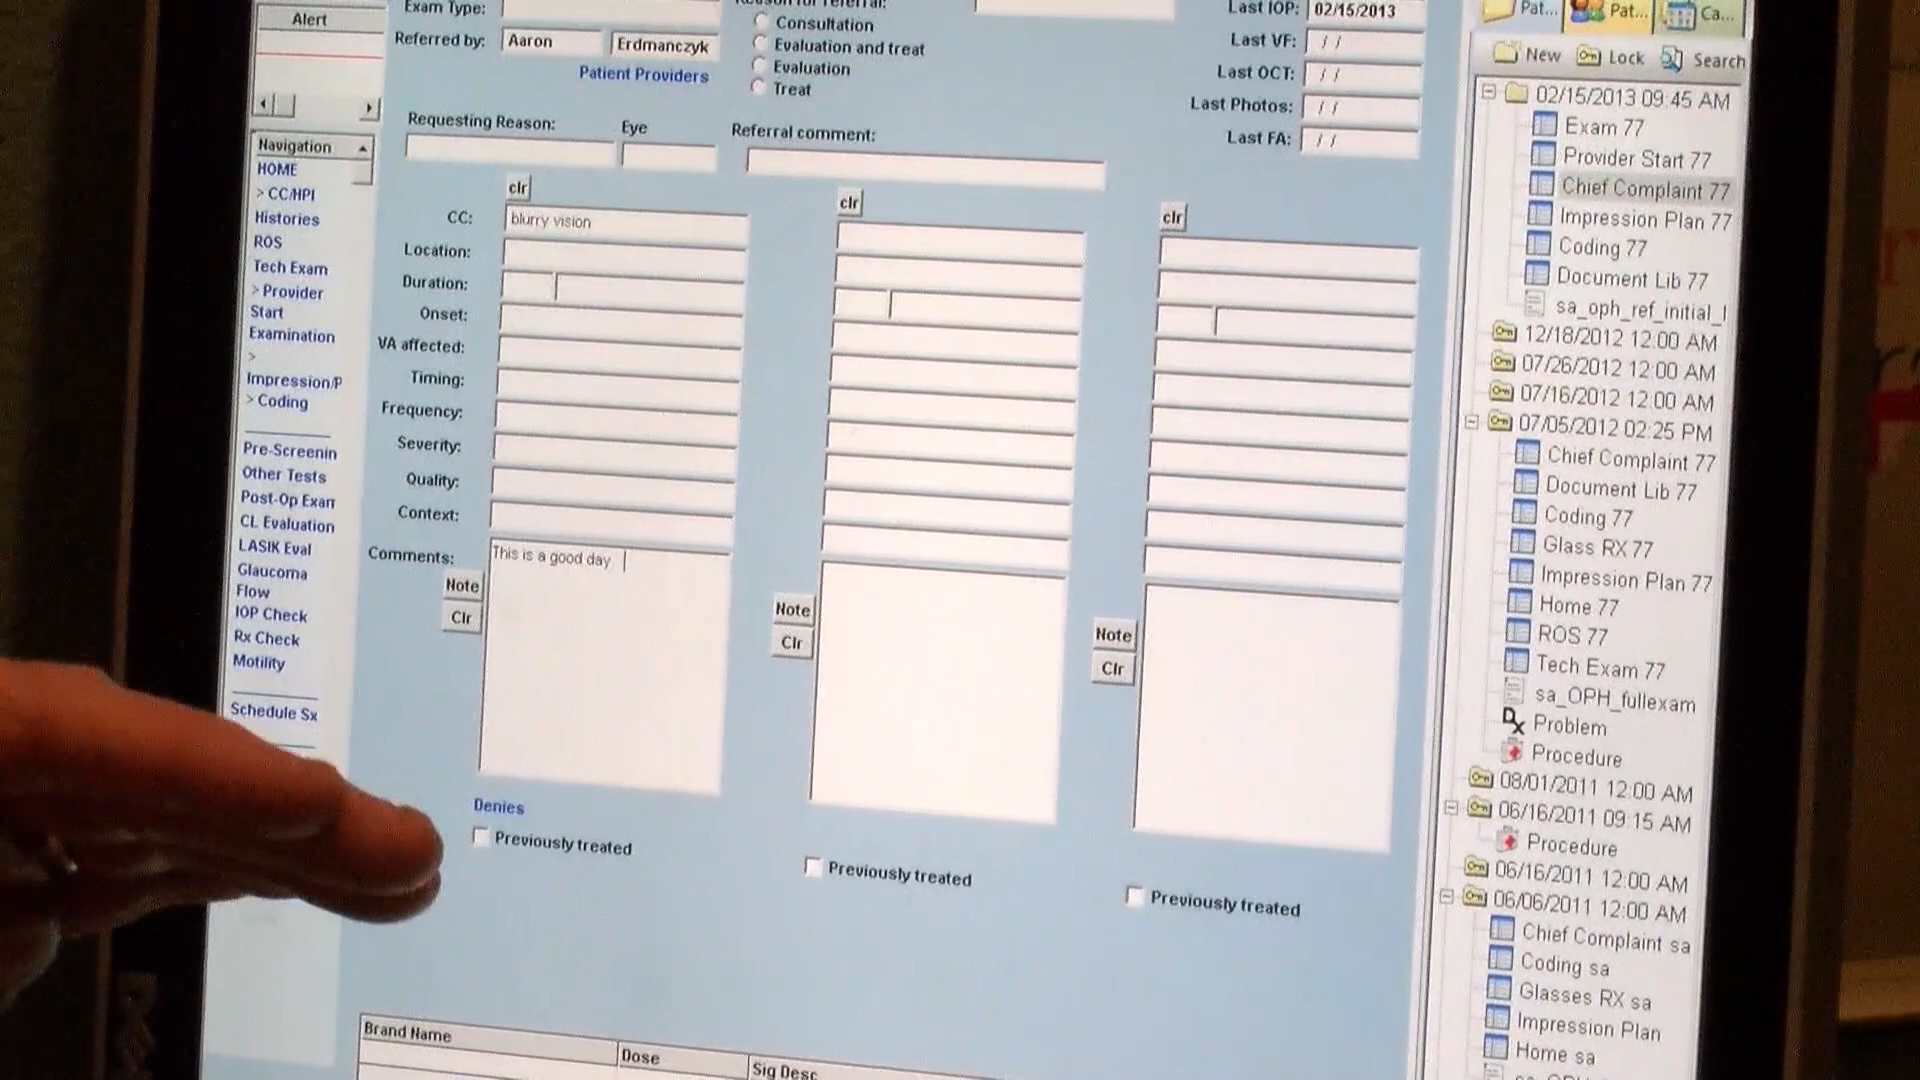 Alert
Exam Type:
Referred by: Aaron Erdmanczyk
Patient Providers
Consultation
Evaluation and treat
Evaluation
Treat
Last IOP: 02/15/2013
Last VF: / /
Last OCT: / /
Last Photos: / /
Last FA: / /
Requesting Reason:
Eye
Referral comment:
Navigation
HOME
> CC/HPI
Histories
ROS
Tech Exam
> Provider
Start
Examination
>
Impression/P
> Coding
Pre-Screenin
Other Tests
Post-Op Exam
CL Evaluation
LASIK Eval
Glaucoma
Flow
IOP Check
Rx Check
Motility
Schedule Sx
clr
clr
clr
CC: blurry vision
Location:
Duration:
Onset:
VA affected:
Timing:
Frequency:
Severity:
Quality:
Context:
Comments: This is a good day
Note
Clr
Note
Clr
Note
Clr
Denies
Previously treated
Previously treated
Previously treated
Brand Name
Dose
Sig Desc
Pat...
Pat...
Ca...
New Lock Search
02/15/2013 09:45 AM
Exam 77
Provider Start 77
Chief Complaint 77
Impression Plan 77
Coding 77
Document Lib 77
sa_oph_ref_initial_l
12/18/2012 12:00 AM
07/26/2012 12:00 AM
07/16/2012 12:00 AM
07/05/2012 02:25 PM
Chief Complaint 77
Document Lib 77
Coding 77
Glass RX 77
Impression Plan 77
Home 77
ROS 77
Tech Exam 77
sa_OPH_fullexam
Dx Problem
Procedure
08/01/2011 12:00 AM
06/16/2011 09:15 AM
Procedure
06/16/2011 12:00 AM
06/06/2011 12:00 AM
Chief Complaint sa
Coding sa
Glasses RX sa
Impression Plan
Home sa